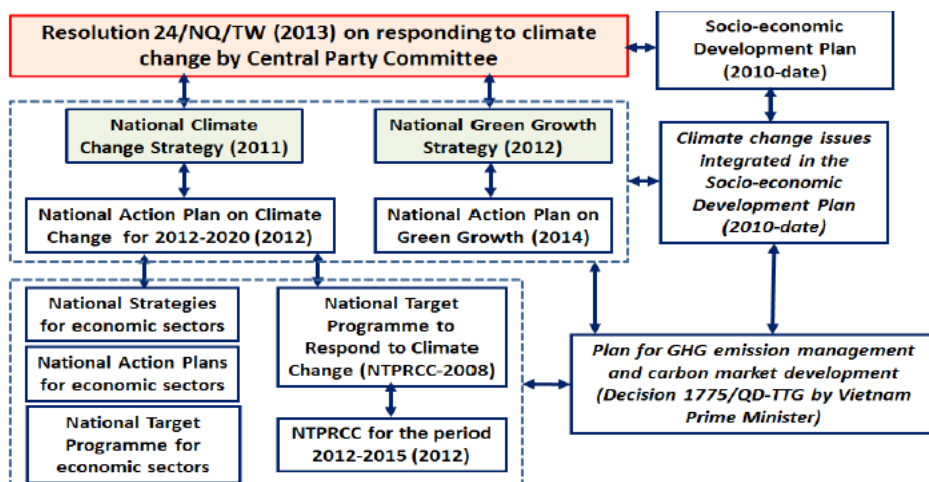 Resolution 24/NQ/TW (2013) on responding to climate
change by Central Party Committee
Socio-economic
Development Plan
(2010-date)
National Climate
Change Strategy (2011)
National Green Growth
Strategy (2012)
Climate change issues
integrated in the
Socio-economic
Development Plan
(2010-date)
National Action Plan on Climate
Change for 2012-2020 (2012)
National Action Plan on
Green Growth (2014)
National Strategies
for economic sectors
National Action Plans
for economic sectors
National Target
Programme for
economic sectors
National Target
Programme to
Respond to Climate
Change (NTPRCC-2008)
NTPRCC for the period
2012-2015 (2012)
Plan for GHG emission management
and carbon market development
(Decision 1775/QD-TTG by Vietnam
Prime Minister)